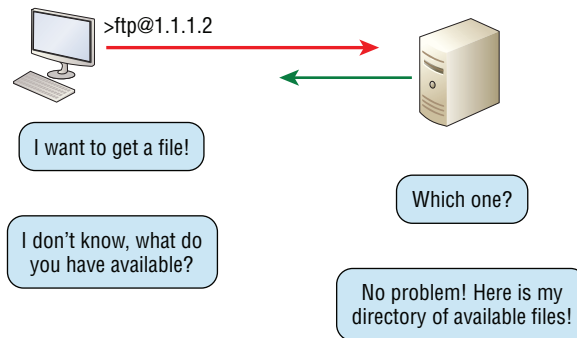 >ftp@1.1.1.2
I want to get a file!
Which one?
I don’t know, what do
you have available?
No problem! Here is my
directory of available files!